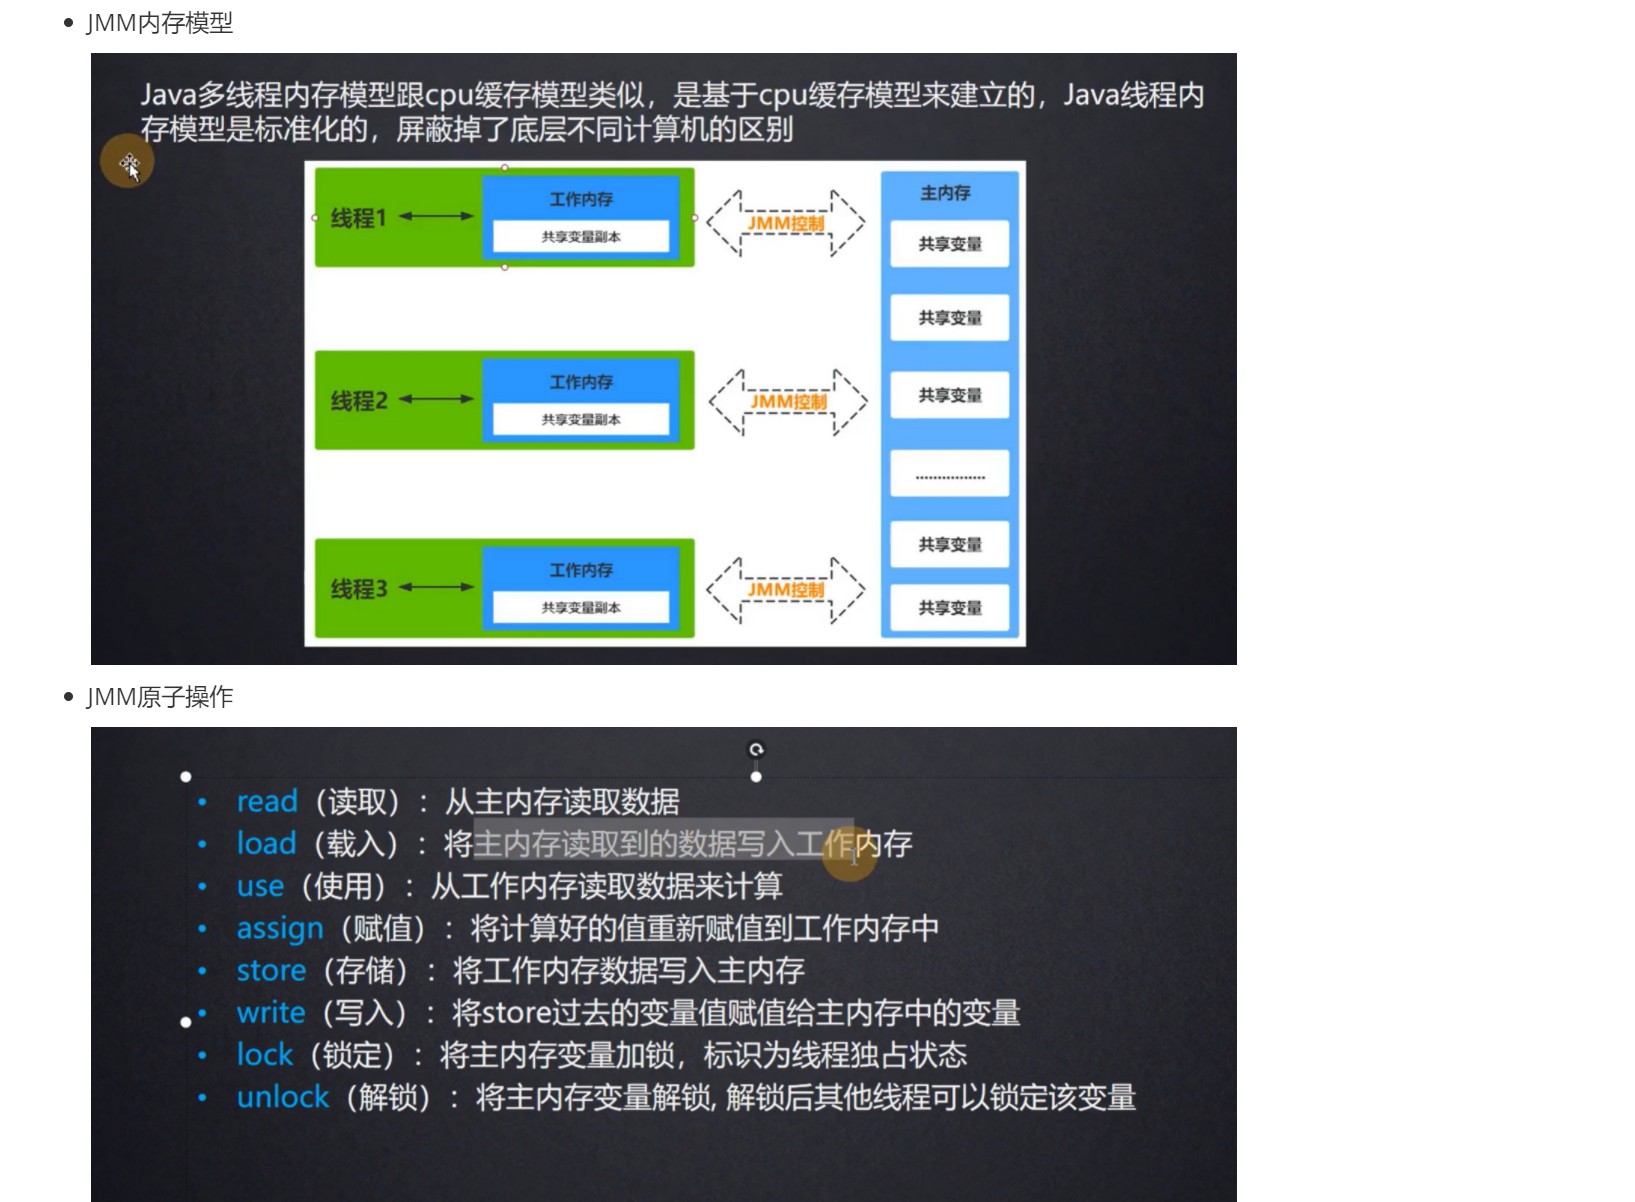 JMM内存模型
Java多线程内存模型跟cpu缓存模型类似，是基于cpu缓存模型来建立的，Java线程内
存模型是标准化的，屏蔽掉了底层不同计算机的区别
线程1
工作内存
共享变量副本
JMM控制
主内存
共享变量
共享变量
线程2
工作内存
共享变量副本
JMM控制
共享变量
................
线程3
工作内存
共享变量副本
JMM控制
共享变量
共享变量
JMM原子操作
read（读取）：从主内存读取数据
load（载入）：将主内存读取到的数据写入工作内存
use（使用）：从工作内存读取数据来计算
assign（赋值）：将计算好的值重新赋值到工作内存中
store（存储）：将工作内存数据写入主内存
write（写入）：将store过去的变量值赋值给主内存中的变量
lock（锁定）：将主内存变量加锁，标识为线程独占状态
unlock（解锁）：将主内存变量解锁, 解锁后其他线程可以锁定该变量